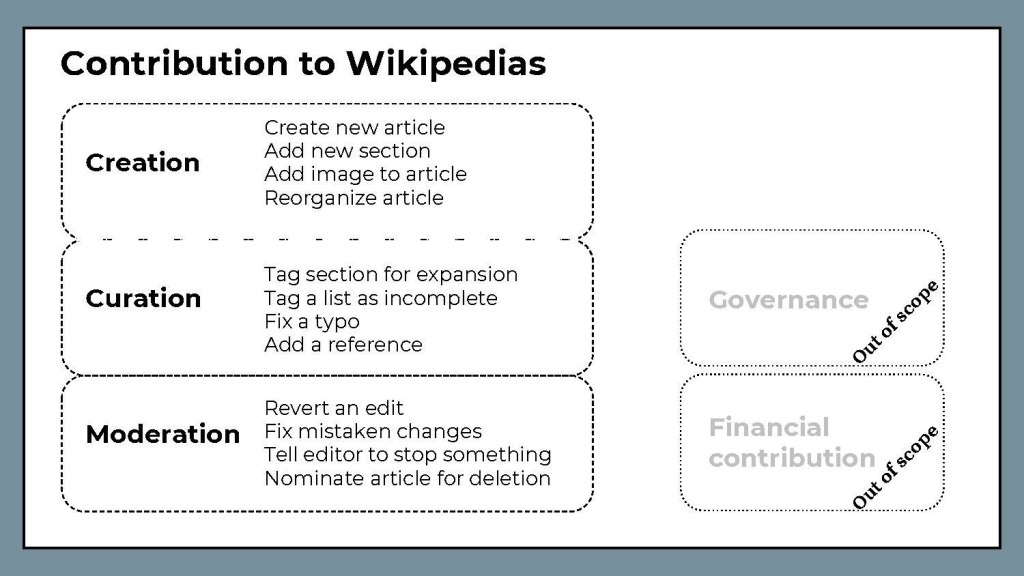 Contribution to Wikipedias
Creation
Create new article
Add new section
Add image to article
Reorganize article
Curation
Tag section for expansion
Tag a list as incomplete
Fix a typo
Add a reference
Moderation
Revert an edit
Fix mistaken changes
Tell editor to stop something
Nominate article for deletion
Governance
Out of scope
Financial
contribution
Out of scope